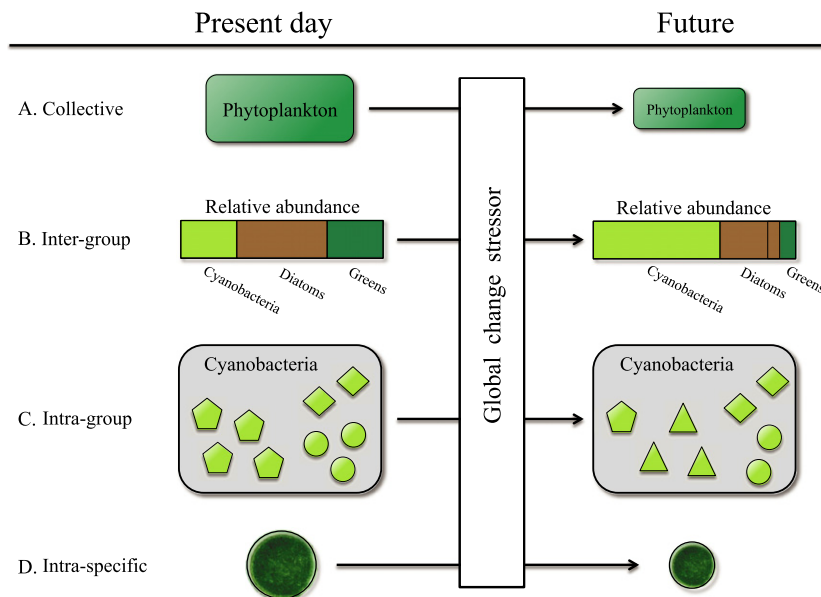 Present day
Future
A. Collective
Phytoplankton
Phytoplankton
Relative abundance
Relative abundance
B. Inter-group
Cyanobacteria
Diatoms
Greens
Cyanobacteria
Diatoms
Greens
Global change stressor
Cyanobacteria
Cyanobacteria
C. Intra-group
D. Intra-specific